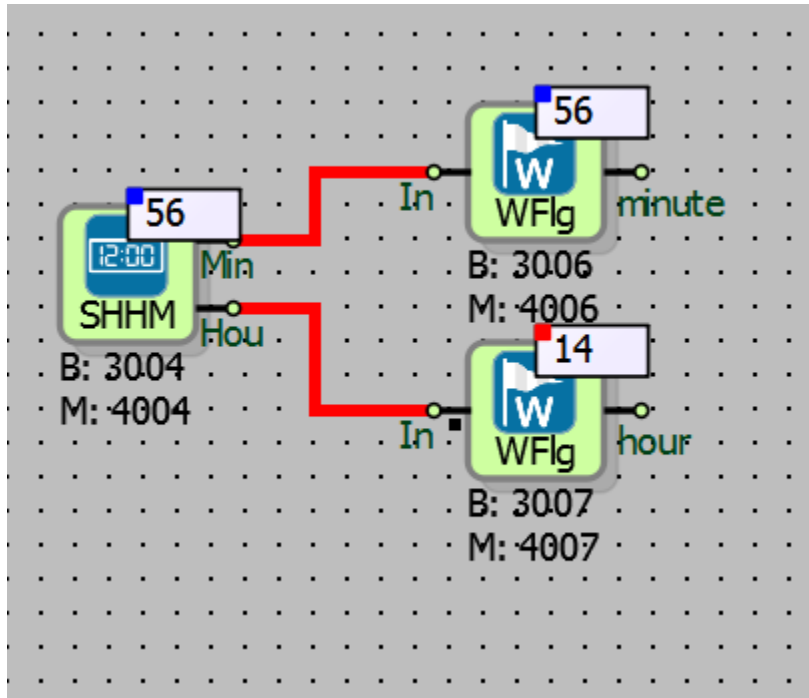 56
12:00
SHHM
Min
Hou
B: 3004
M: 4004
56
W
WFlg
In
minute
B: 3006
M: 4006
14
W
WFlg
In
hour
B: 3007
M: 4007